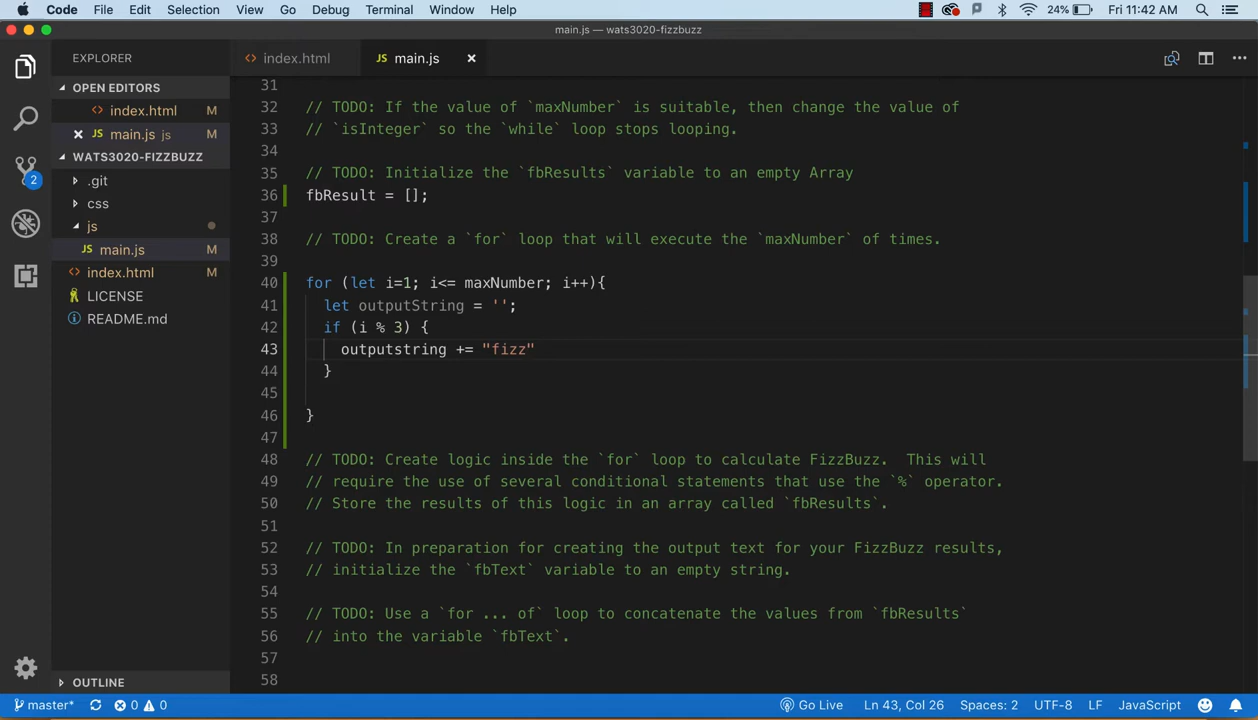 Code File Edit Selection View Go Debug Terminal Window Help 24% Fri 11:42 AM
main.js — wats3020-fizzbuzz
EXPLORER
OPEN EDITORS
index.html M
main.js js M
WATS3020-FIZZBUZZ
.git
css
js
main.js M
index.html M
LICENSE
README.md
OUTLINE
2
index.html
JS main.js
31
32 // TODO: If the value of `maxNumber` is suitable, then change the value of
33 // `isInteger` so the `while` loop stops looping.
34
35 // TODO: Initialize the `fbResults` variable to an empty Array
36 fbResult = [];
37
38 // TODO: Create a `for` loop that will execute the `maxNumber` of times.
39
40 for (let i=1; i<= maxNumber; i++){
41 let outputString = '';
42 if (i % 3) {
43 outputstring += "fizz"
44 }
45
46 }
47
48 // TODO: Create logic inside the `for` loop to calculate FizzBuzz.  This will
49 // require the use of several conditional statements that use the `%` operator.
50 // Store the results of this logic in an array called `fbResults`.
51
52 // TODO: In preparation for creating the output text for your FizzBuzz results,
53 // initialize the `fbText` variable to an empty string.
54
55 // TODO: Use a `for ... of` loop to concatenate the values from `fbResults`
56 // into the variable `fbText`.
57
58
master* 0 0 Go Live Ln 43, Col 26 Spaces: 2 UTF-8 LF JavaScript